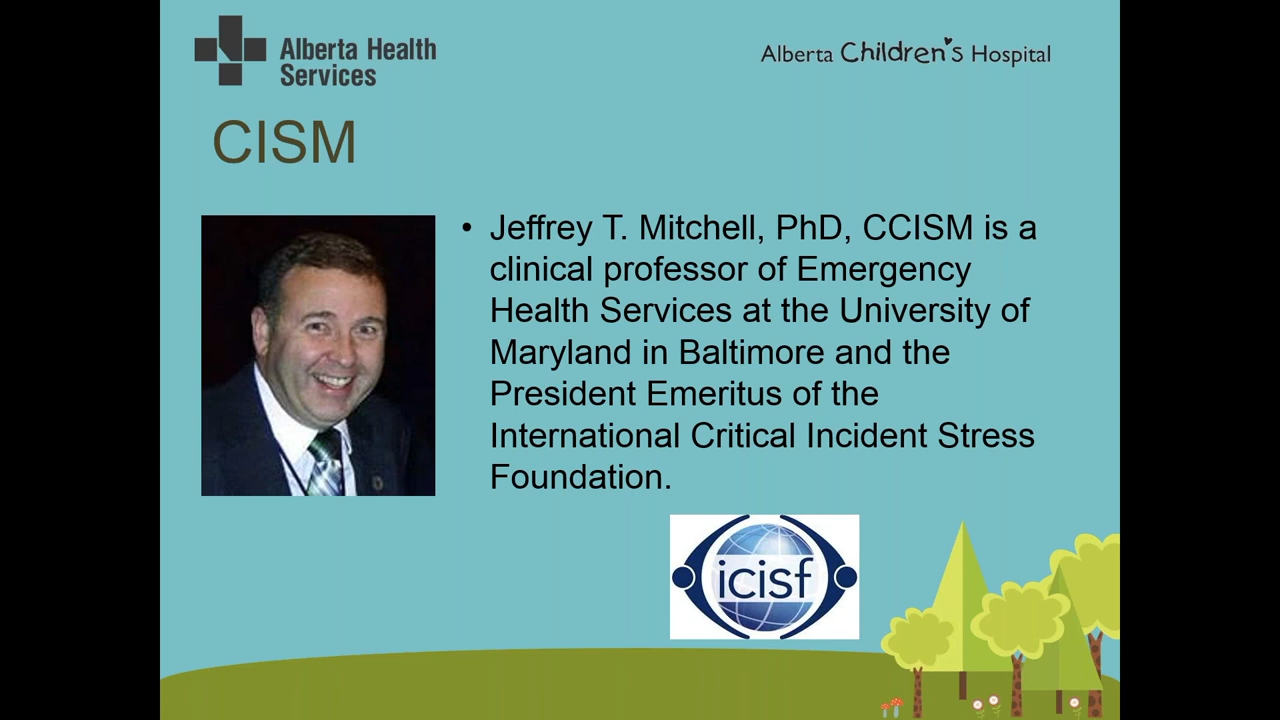 Alberta Health
Services
Alberta Children's Hospital
CISM
• Jeffrey T. Mitchell, PhD, CCISM is a
clinical professor of Emergency
Health Services at the University of
Maryland in Baltimore and the
President Emeritus of the
International Critical Incident Stress
Foundation.
icisf